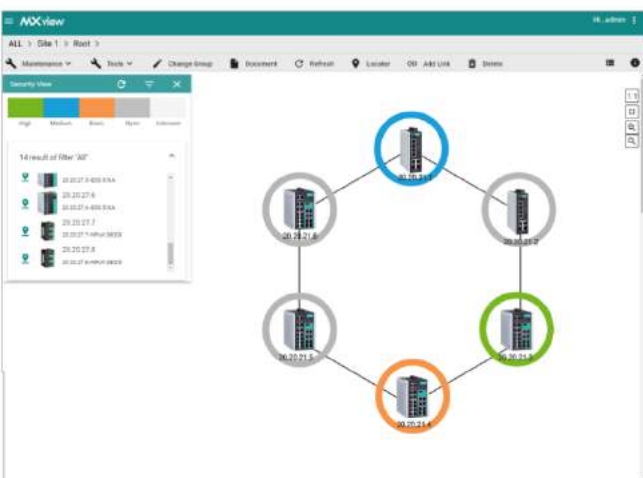 MXview
Hi, admin
ALL > Site 1 > Root >
Maintenance
Tools
Change Group
Document
Refresh
Locator
Add Link
Delete
Security View
High Medium Basic Open Unknown
14 result of filter "All"
20.20.27.6
20.20.27.7
20.20.27.8
20.20.21.1
20.20.21.6
20.20.21.2
20.20.21.5
20.20.21.3
20.20.21.4